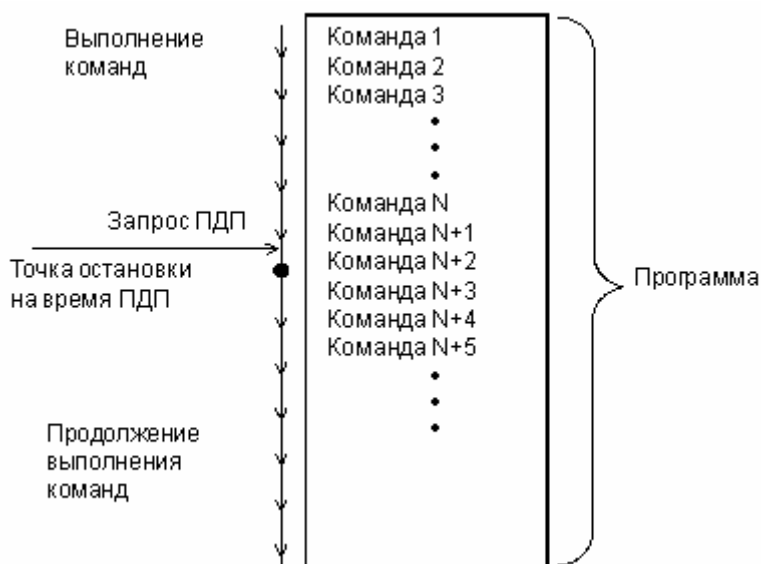 Выполнение
команд
Команда 1
Команда 2
Команда 3
Запрос ПДП
Точка остановки
на время ПДП
Команда N
Команда N+1
Команда N+2
Команда N+3
Команда N+4
Команда N+5
Программа
Продолжение
выполнения
команд